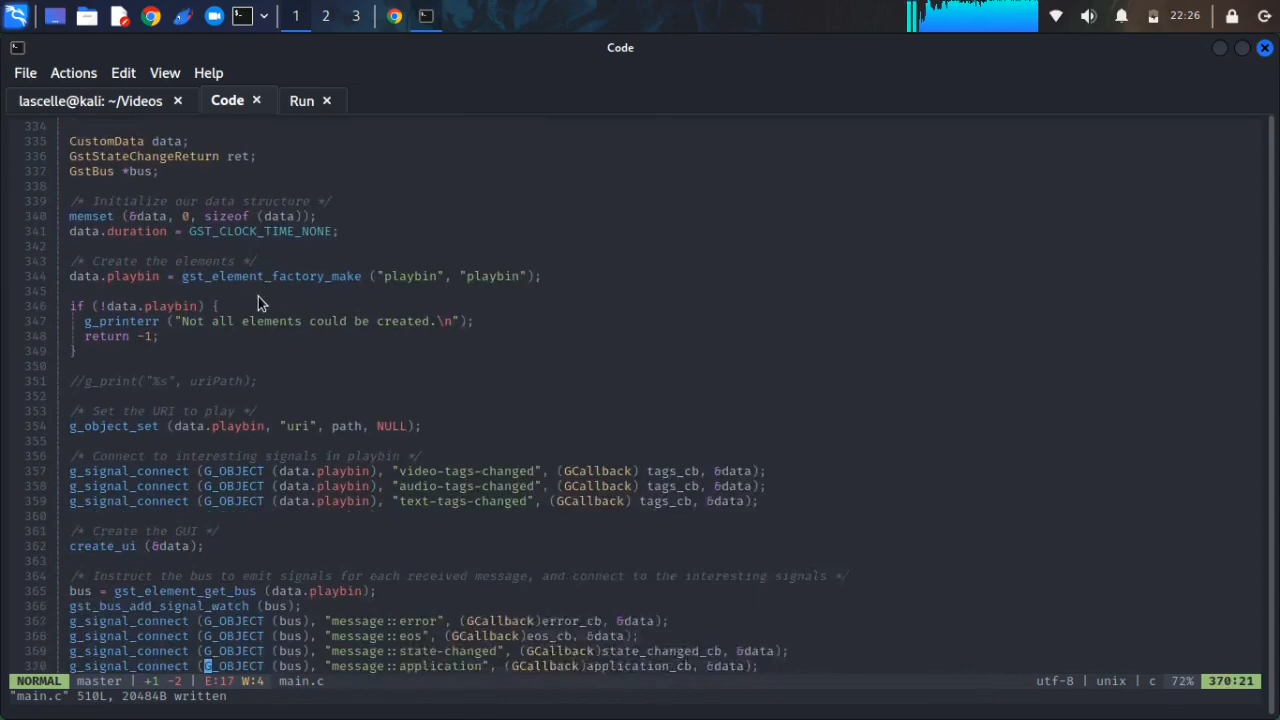 1 2 3 22:26
Code
File Actions Edit View Help
lascelle@kali: ~/Videos Code Run
334
335 CustomData data;
336 GstStateChangeReturn ret;
337 GstBus *bus;
338
339 /* Initialize our data structure */
340 memset (&data, 0, sizeof (data));
341 data.duration = GST_CLOCK_TIME_NONE;
342
343 /* Create the elements */
344 data.playbin = gst_element_factory_make ("playbin", "playbin");
345
346 if (!data.playbin) {
347 g_printerr ("Not all elements could be created.\n");
348 return -1;
349 }
350
351 //g_print("%s", uriPath);
352
353 /* Set the URI to play */
354 g_object_set (data.playbin, "uri", path, NULL);
355
356 /* Connect to interesting signals in playbin */
357 g_signal_connect (G_OBJECT (data.playbin), "video-tags-changed", (GCallback) tags_cb, &data);
358 g_signal_connect (G_OBJECT (data.playbin), "audio-tags-changed", (GCallback) tags_cb, &data);
359 g_signal_connect (G_OBJECT (data.playbin), "text-tags-changed", (GCallback) tags_cb, &data);
360
361 /* Create the GUI */
362 create_ui (&data);
363
364 /* Instruct the bus to emit signals for each received message, and connect to the interesting signals */
365 bus = gst_element_get_bus (data.playbin);
366 gst_bus_add_signal_watch (bus);
367 g_signal_connect (G_OBJECT (bus), "message::error", (GCallback)error_cb, &data);
368 g_signal_connect (G_OBJECT (bus), "message::eos", (GCallback)eos_cb, &data);
369 g_signal_connect (G_OBJECT (bus), "message::state-changed", (GCallback)state_changed_cb, &data);
370 g_signal_connect (G_OBJECT (bus), "message::application", (GCallback)application_cb, &data);
NORMAL master | +1 -2 | E:17 W:4 main.c utf-8 | unix | c 72% 370:21
"main.c" 510L, 20484B written